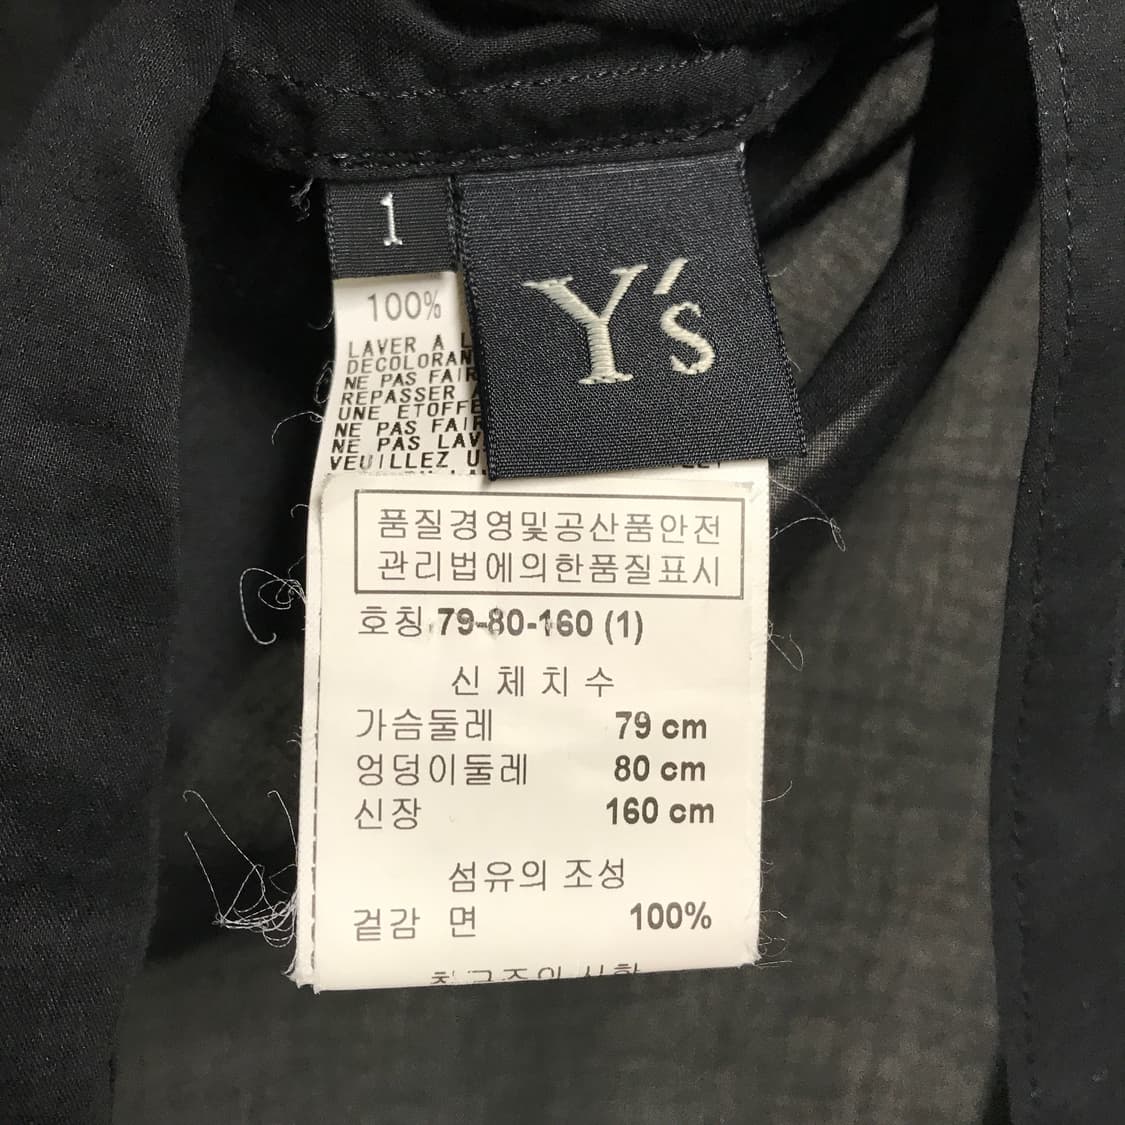 1
Y's
100%
LAVER A L
DECOLORAN
NE PAS FAIR
REPASSER
UNE ETOFFE
NE PAS FAIR
NE PAS LAV
VEUILLEZ U
품질경영및공산품안전
관리법에의한품질표시
호칭 79-80-160 (1)
신체치수
가슴둘레 79 cm
엉덩이둘레 80 cm
신장 160 cm
섬유의 조성
겉감 면 100%